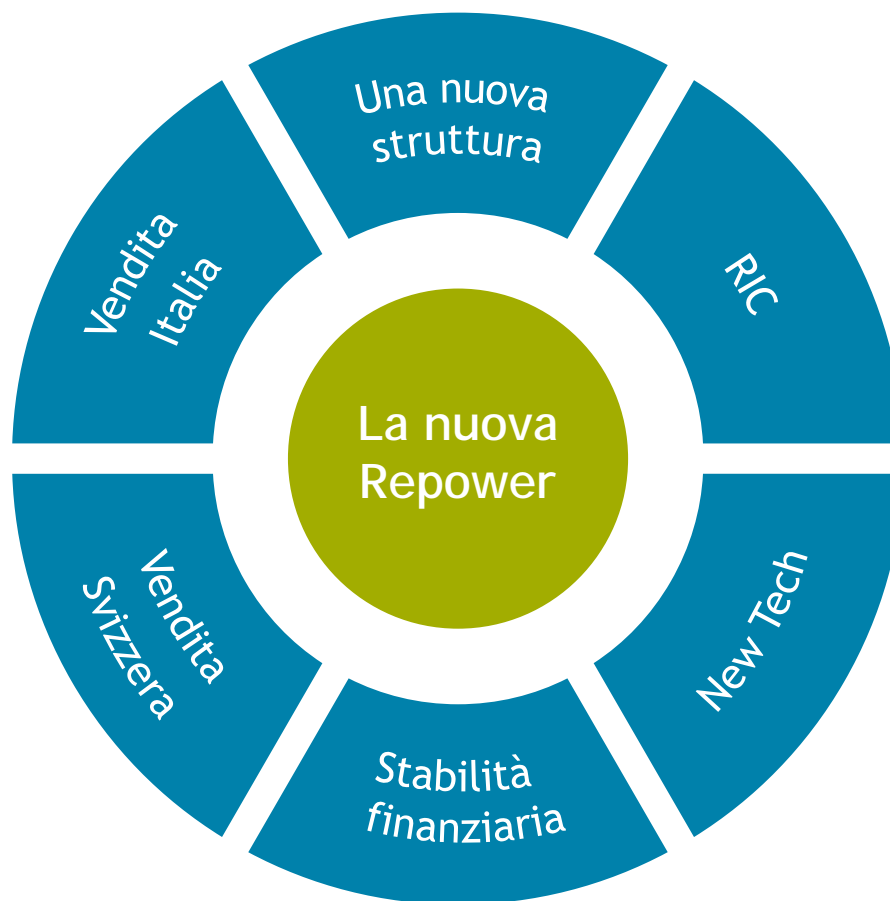 Una nuova
struttura
RIC
New Tech
Stabilità
finanziaria
Vendita
Svizzera
Vendita
Italia
La nuova
Repower